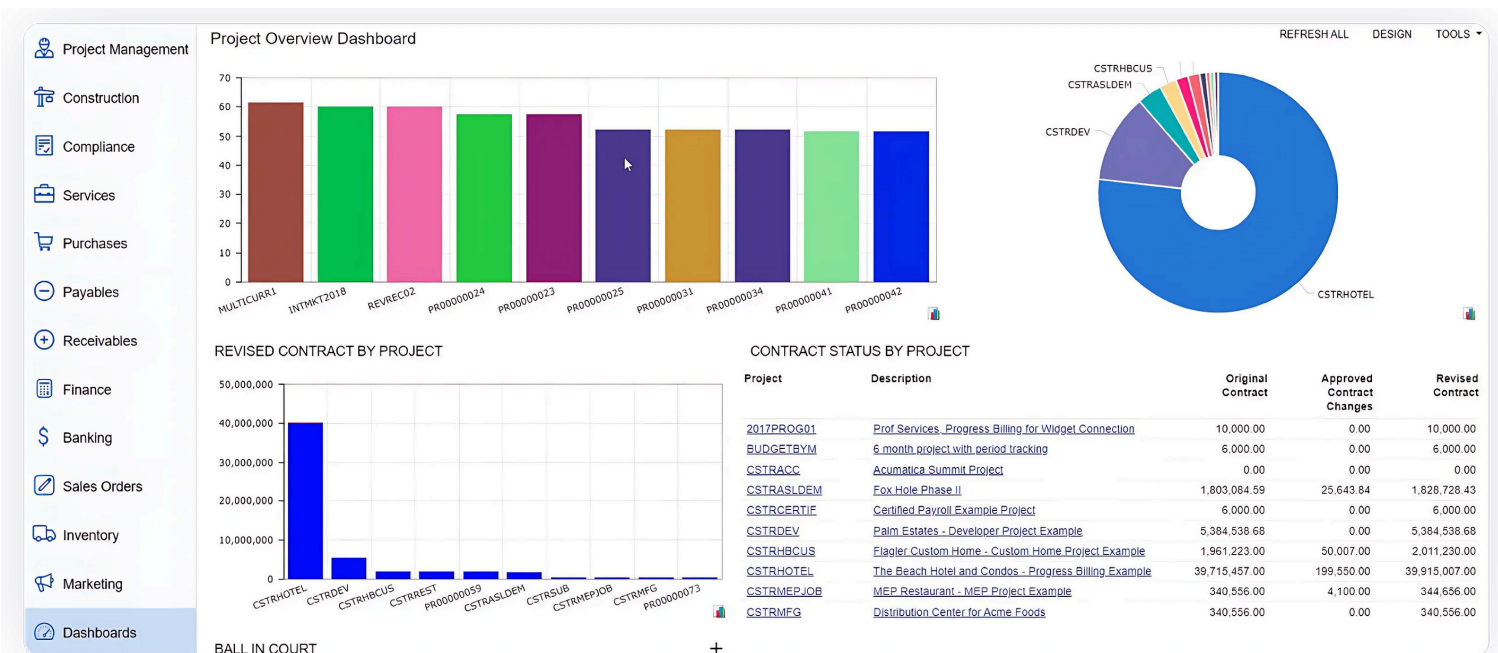 Project Management
Construction
Compliance
Services
Purchases
Payables
Receivables
Finance
Banking
Sales Orders
Inventory
Marketing
Dashboards
Project Overview Dashboard
REFRESH ALL DESIGN TOOLS
70
60
50
40
30
20
10
0
MULTICURR1 INTMKT2018 REVREC02 PR00000024 PR00000023 PR00000025 PR00000031 PR00000034 PR00000041 PR00000042
CSTRHBCUS
CSTRASLDEM
CSTRDEV
CSTRHOTEL
REVISED CONTRACT BY PROJECT
50,000,000
40,000,000
30,000,000
20,000,000
10,000,000
0
CSTRHOTEL CSTRDEV CSTRHBCUS CSTRREST PR00000059 CSTRASLDEM CSTRSUB CSTRMEPJOB CSTRMFG PR00000073
CONTRACT STATUS BY PROJECT
Project Description Original Approved Revised
Contract Contract Contract
Changes
2017PROG01 Prof Services, Progress Billing for Widget Connection 10,000.00 0.00 10,000.00
BUDGETBYM 6 month project with period tracking 6,000.00 0.00 6,000.00
CSTRACC Acumatica Summit Project 0.00 0.00 0.00
CSTRASLDEM Fox Hole Phase II 1,803,084.59 25,643.84 1,828,728.43
CSTRCERTIF Certified Payroll Example Project 6,000.00 0.00 6,000.00
CSTRDEV Palm Estates - Developer Project Example 5,384,538.68 0.00 5,384,538.68
CSTRHBCUS Flagler Custom Home - Custom Home Project Example 1,961,223.00 50,007.00 2,011,230.00
CSTRHOTEL The Beach Hotel and Condos - Progress Billing Example 39,715,457.00 199,550.00 39,915,007.00
CSTRMEPJOB MEP Restaurant - MEP Project Example 340,556.00 4,100.00 344,656.00
CSTRMFG Distribution Center for Acme Foods 340,556.00 0.00 340,556.00
BALL IN COURT